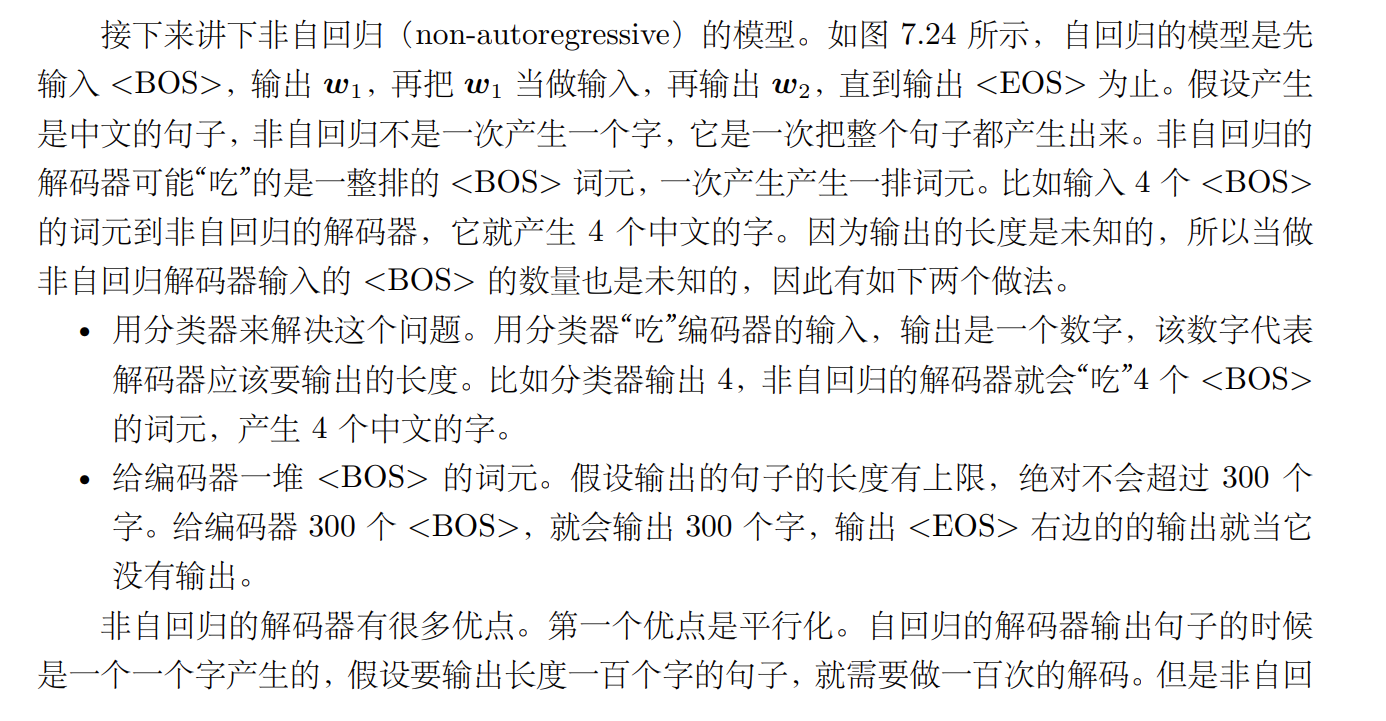 接下来讲下非自回归（non-autoregressive）的模型。如图 7.24 所示，自回归的模型是先
输入 <BOS>，输出 w1，再把 w1 当做输入，再输出 w2，直到输出 <EOS> 为止。假设产生
是中文的句子，非自回归不是一次产生一个字，它是一次把整个句子都产生出来。非自回归的
解码器可能“吃”的是一整排的 <BOS> 词元，一次产生产生一排词元。比如输入 4 个 <BOS>
的词元到非自回归的解码器，它就产生 4 个中文的字。因为输出的长度是未知的，所以当做
非自回归解码器输入的 <BOS> 的数量也是未知的，因此有如下两个做法。
• 用分类器来解决这个问题。用分类器“吃”编码器的输入，输出是一个数字，该数字代表
解码器应该要输出的长度。比如分类器输出 4，非自回归的解码器就会“吃”4 个 <BOS>
的词元，产生 4 个中文的字。
• 给编码器一堆 <BOS> 的词元。假设输出的句子的长度有上限，绝对不会超过 300 个
字。给编码器 300 个 <BOS>，就会输出 300 个字，输出 <EOS> 右边的的输出就当它
没有输出。
非自回归的解码器有很多优点。第一个优点是平行化。自回归的解码器输出句子的时候
是一个一个字产生的，假设要输出长度一百个字的句子，就需要做一百次的解码。但是非自回